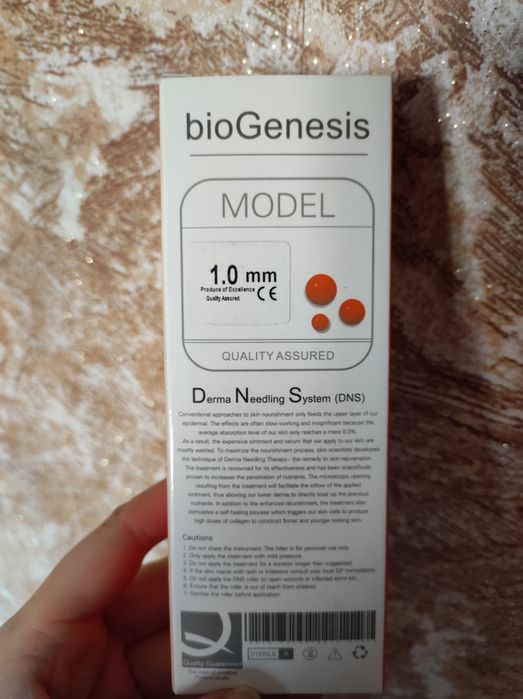 bioGenesis
MODEL
1.0 mm
Produce of Excellence
Quality Assured CE
QUALITY ASSURED
Derma Needling System (DNS)
Conventional approaches to skin nourishment only feeds the upper layer of our
epidermal. The effects are often slow working and insignificant because the
average absorption level of our skin only reaches a mere 0.3%.
As a result, the expensive ointment and serum that we apply to our skin are
mostly wasted. To maximize the nourishment process, skin scientists developed
the technique of Derma Needling Therapy- the remedy to skin rejuvenation.
The treatment is renowned for its effectiveness and has been scientifically
proven to increases the penetration of nutrients. The microscopic opening
resulting from the treatment will facilitate the inflow of the applied
ointment, thus allowing our lower derma to directly soak up the precious
nutrients. In addition to the enhanced nourishment, the treatment also
stimulates a self healing process which triggers our skin cells to produce
high doses of collagen to construct firmer and younger looking skin.
Cautions
1. Do not share the instrument. The roller is for personal use only.
2. Only apply the treatment with mild pressure.
3. Do not apply the treatment for a duration longer than suggested.
4. If the skin reacts with rash or irritations consult your local GP immediately.
5. Do not apply the DNS roller on open wounds or infected skins etc.
6. Ensure that the roller is out of reach from children.
7. Sterilise the roller before application.
Quality Guaranteed
STERILE R
2